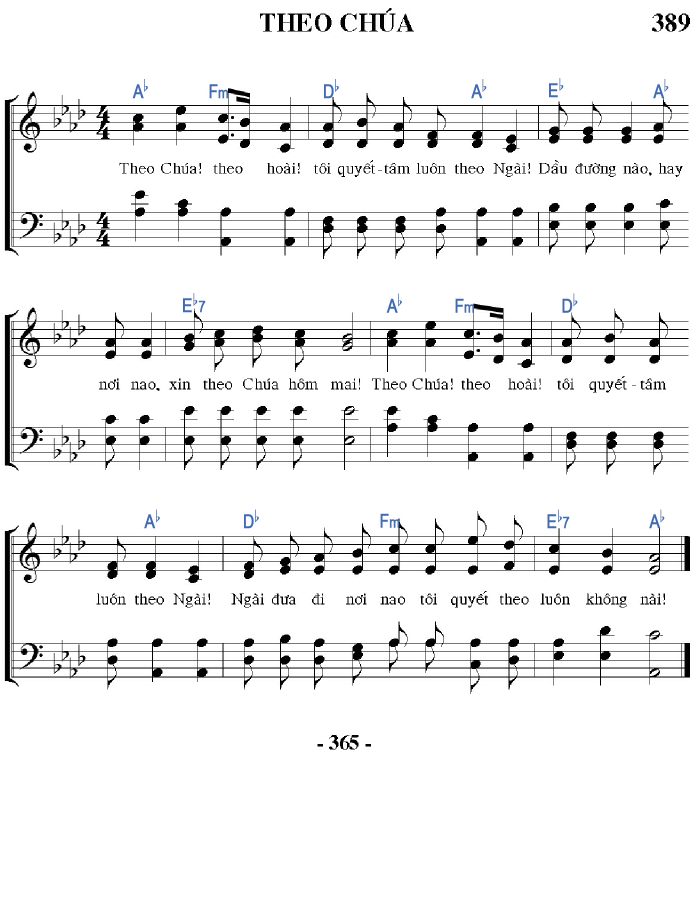 THEO CHÚA 389
A♭ Fm D♭ A♭ E♭ A♭
4 4
Theo Chúa! theo hoài! tôi quyết-tâm luôn theo Ngài! Dầu đường nào, hay
4 4
E♭7 A♭ Fm D♭
nơi nao, xin theo Chúa hôm mai! Theo Chúa! theo hoài! tôi quyết-tâm
A♭ D♭ Fm E♭7 A♭
luôn theo Ngài! Ngài đưa đi nơi nao tôi quyết theo luôn không nài!
- 365 -